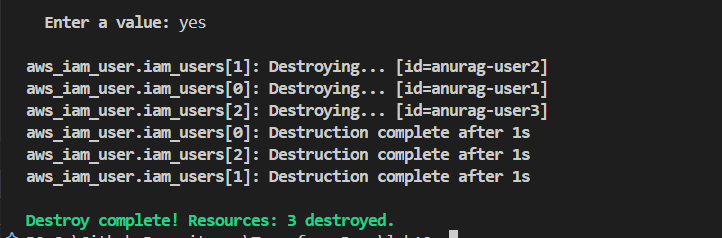 Enter a value: yes
aws_iam_user.iam_users[1]: Destroying... [id=anurag-user2]
aws_iam_user.iam_users[0]: Destroying... [id=anurag-user1]
aws_iam_user.iam_users[2]: Destroying... [id=anurag-user3]
aws_iam_user.iam_users[0]: Destruction complete after 1s
aws_iam_user.iam_users[2]: Destruction complete after 1s
aws_iam_user.iam_users[1]: Destruction complete after 1s
Destroy complete! Resources: 3 destroyed.